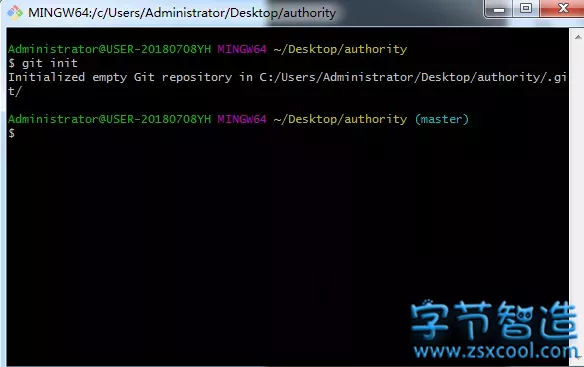 MINGW64:/c/Users/Administrator/Desktop/authority
Administrator@USER-20180708YH MINGW64 ~/Desktop/authority
$ git init
Initialized empty Git repository in C:/Users/Administrator/Desktop/authority/.gi
t/
Administrator@USER-20180708YH MINGW64 ~/Desktop/authority (master)
$
字节智造
www.zsxcool.com